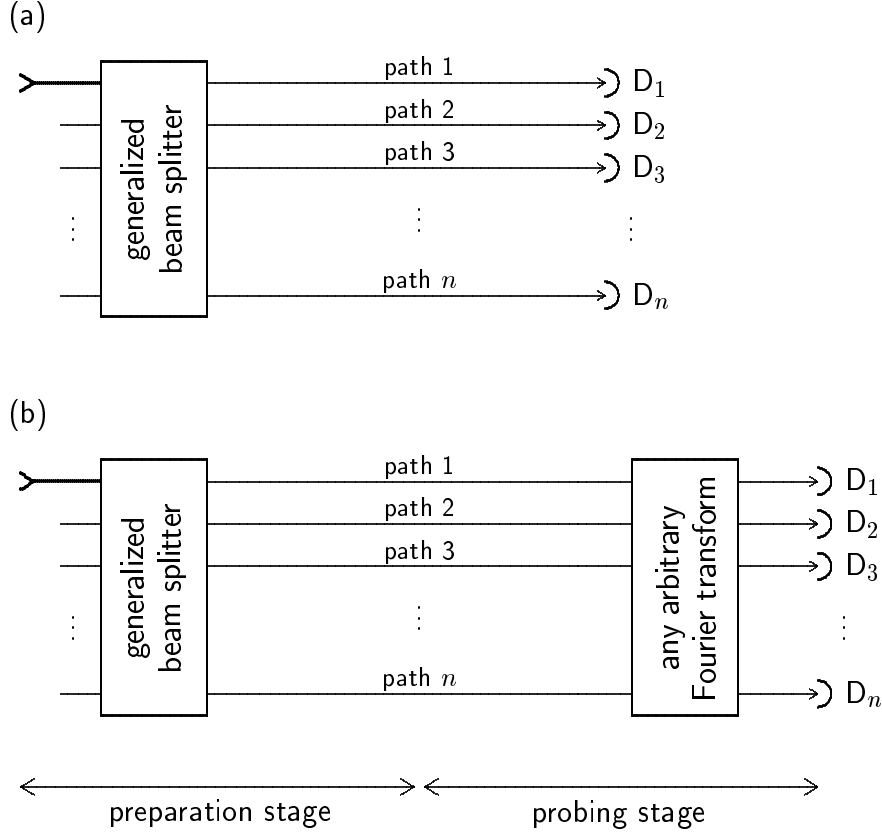 (a)
path 1
D₁
path 2
D₂
path 3
D₃
generalized
beam splitter
⋮
⋮
⋮
path n
Dₙ
(b)
path 1
D₁
path 2
D₂
path 3
D₃
generalized
beam splitter
any arbitrary
Fourier transform
⋮
⋮
⋮
path n
Dₙ
preparation stage
probing stage